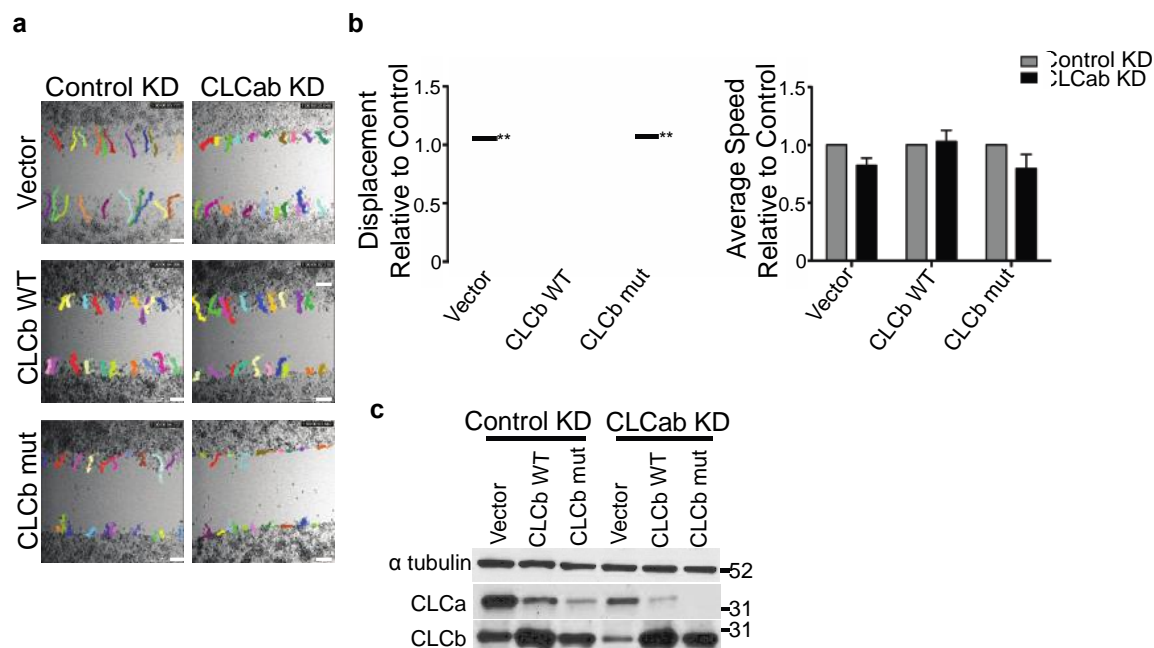 a
Control KD CLCab KD
Vector
CLCb WT
CLCb mut
b
Displacement
Relative to Control
1.5
1.0
0.5
0
**
**
Vector
CLCb WT
CLCb mut
Average Speed
Relative to Control
1.5
1.0
0.5
0
Vector
CLCb WT
CLCb mut
Control KD
CLCab KD
c
Control KD CLCab KD
Vector
CLCb WT
CLCb mut
Vector
CLCb WT
CLCb mut
α tubulin
52
CLCa
31
CLCb
31